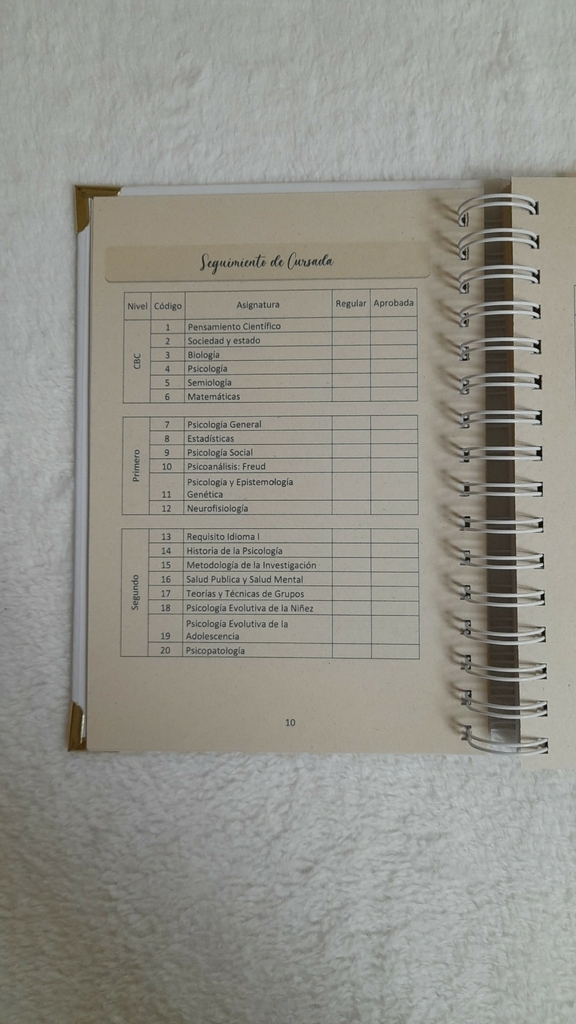 Seguimiento de Cursada
Nivel Código Asignatura Regular Aprobada
CBC
1 Pensamiento Científico
2 Sociedad y estado
3 Biología
4 Psicología
5 Semiología
6 Matemáticas
Primero
7 Psicología General
8 Estadísticas
9 Psicología Social
10 Psicoanálisis: Freud
Psicología y Epistemología
11 Genética
12 Neurofisiología
Segundo
13 Requisito Idioma I
14 Historia de la Psicología
15 Metodología de la Investigación
16 Salud Publica y Salud Mental
17 Teorías y Técnicas de Grupos
18 Psicología Evolutiva de la Niñez
Psicología Evolutiva de la
19 Adolescencia
20 Psicopatología
10